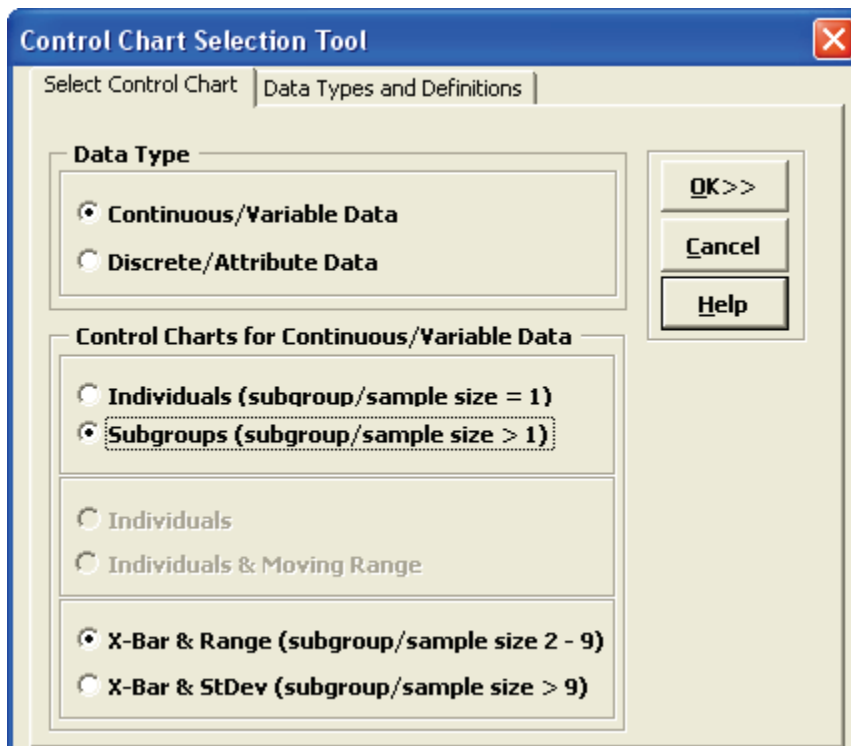 Control Chart Selection Tool
Select Control Chart
Data Types and Definitions
Data Type
Continuous/Variable Data
Discrete/Attribute Data
OK>>
Cancel
Help
Control Charts for Continuous/Variable Data
Individuals (subgroup/sample size = 1)
Subgroups (subgroup/sample size > 1)
Individuals
Individuals & Moving Range
X-Bar & Range (subgroup/sample size 2 - 9)
X-Bar & StDev (subgroup/sample size > 9)